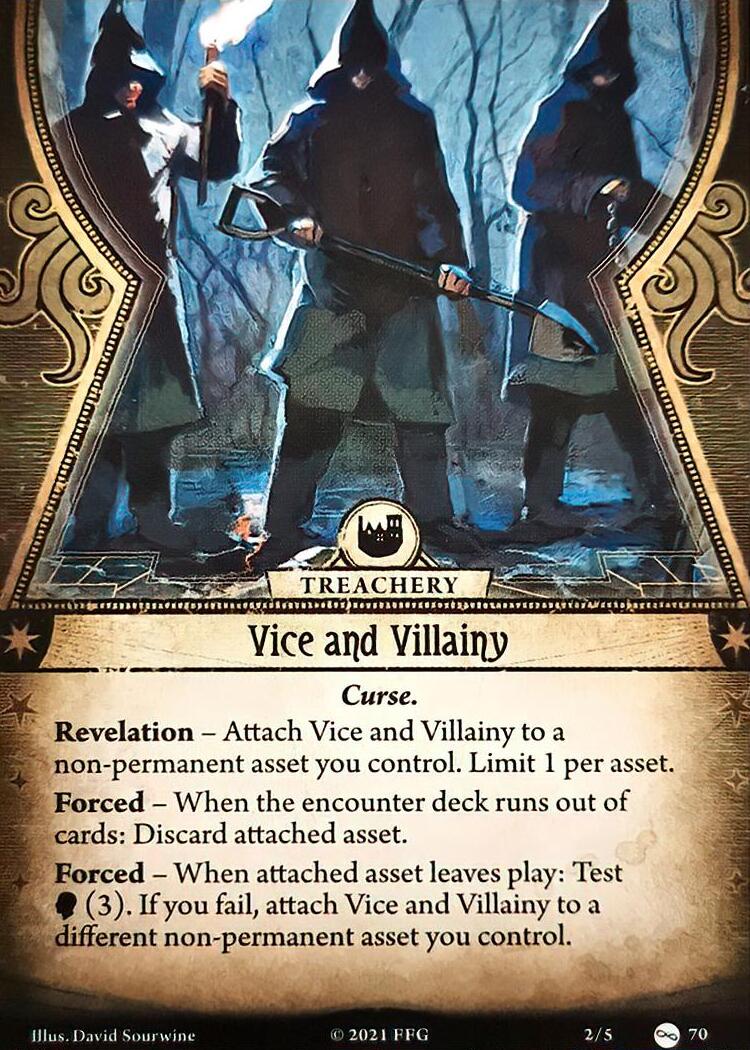 TREACHERY
Vice and Villainy
Curse.
Revelation – Attach Vice and Villainy to a
non-permanent asset you control. Limit 1 per asset.
Forced – When the encounter deck runs out of
cards: Discard attached asset.
Forced – When attached asset leaves play: Test
(3). If you fail, attach Vice and Villainy to a
different non-permanent asset you control.
Illus. David Sourwine
© 2021 FFG
2/5
70